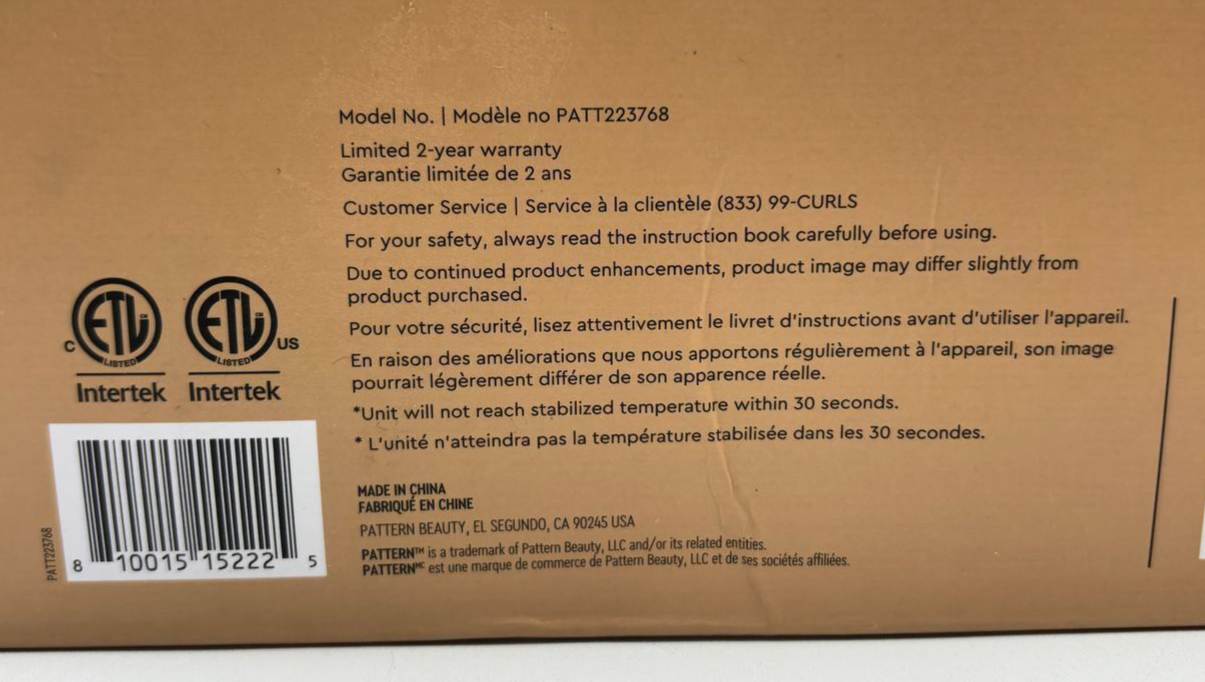 Model No. | Modèle no PATT223768
Limited 2-year warranty
Garantie limitée de 2 ans
Customer Service | Service à la clientèle (833) 99-CURLS
For your safety, always read the instruction book carefully before using.
Due to continued product enhancements, product image may differ slightly from
product purchased.
Pour votre sécurité, lisez attentivement le livret d'instructions avant d'utiliser l'appareil.
En raison des améliorations que nous apportons régulièrement à l'appareil, son image
pourrait légèrement différer de son apparence réelle.
*Unit will not reach stabilized temperature within 30 seconds.
* L'unité n'atteindra pas la température stabilisée dans les 30 secondes.
MADE IN CHINA
FABRIQUÉ EN CHINE
PATTERN BEAUTY, EL SEGUNDO, CA 90245 USA
PATTERN™ is a trademark of Pattern Beauty, LLC and/or its related entities.
PATTERNᴹᶜ est une marque de commerce de Pattern Beauty, LLC et de ses sociétés affiliées.
C ETL CM LISTED Intertek
ETL CM LISTED US Intertek
PATT223768
8 10015 15222 5